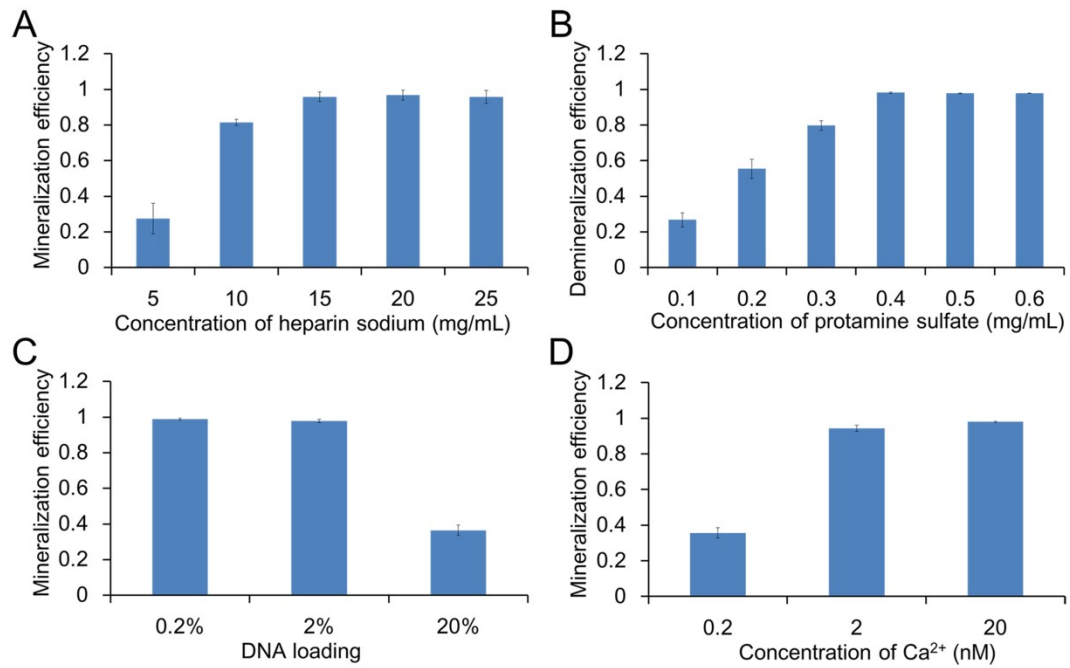 A
Mineralization efficiency
1.2
1
0.8
0.6
0.4
0.2
0
5 10 15 20 25
Concentration of heparin sodium (mg/mL)
B
Demineralization efficiency
1.2
1
0.8
0.6
0.4
0.2
0
0.1 0.2 0.3 0.4 0.5 0.6
Concentration of protamine sulfate (mg/mL)
C
Mineralization efficiency
1.2
1
0.8
0.6
0.4
0.2
0
0.2% 2% 20%
DNA loading
D
Mineralization efficiency
1.2
1
0.8
0.6
0.4
0.2
0
0.2 2 20
Concentration of Ca²⁺ (nM)